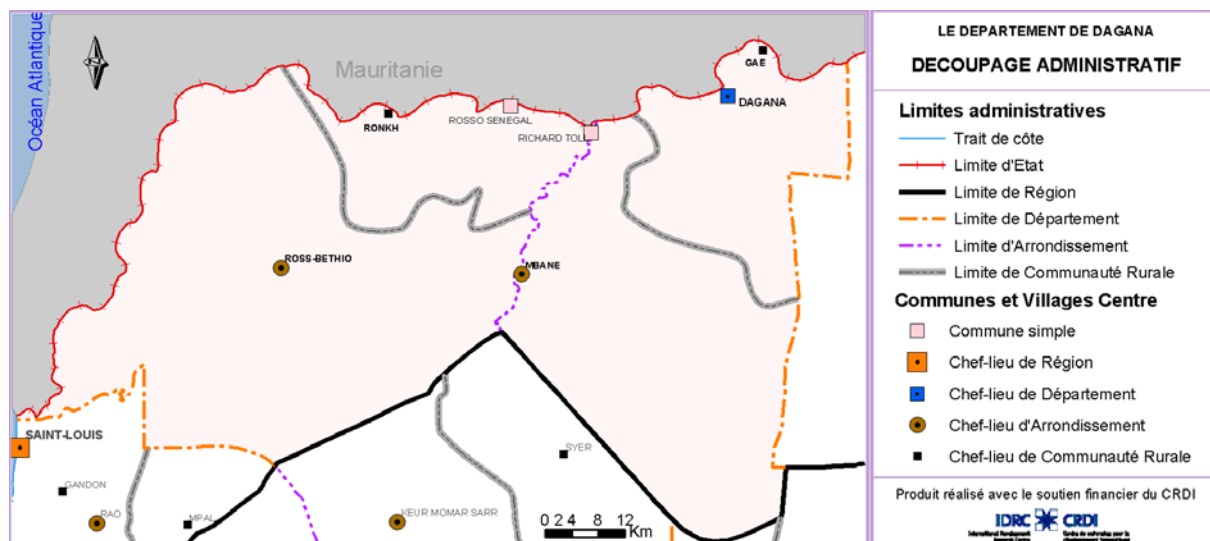 Océan Atlantique
Mauritanie
GAE
DAGANA
RONKH
ROSSO SENEGAL
RICHARD TOLL
ROSS-BETHIO
MBANE
SAINT-LOUIS
SYER
GANDON
RAO
MPAL
KEUR MOMAR SARR
0 2 4 8 12
Km
LE DEPARTEMENT DE DAGANA
DECOUPAGE ADMINISTRATIF
Limites administratives
Trait de côte
Limite d'Etat
Limite de Région
Limite de Département
Limite d'Arrondissement
Limite de Communauté Rurale
Communes et Villages Centre
Commune simple
Chef-lieu de Région
Chef-lieu de Département
Chef-lieu d'Arrondissement
Chef-lieu de Communauté Rurale
Produit réalisé avec le soutien financier du CRDI
IDRC CRDI